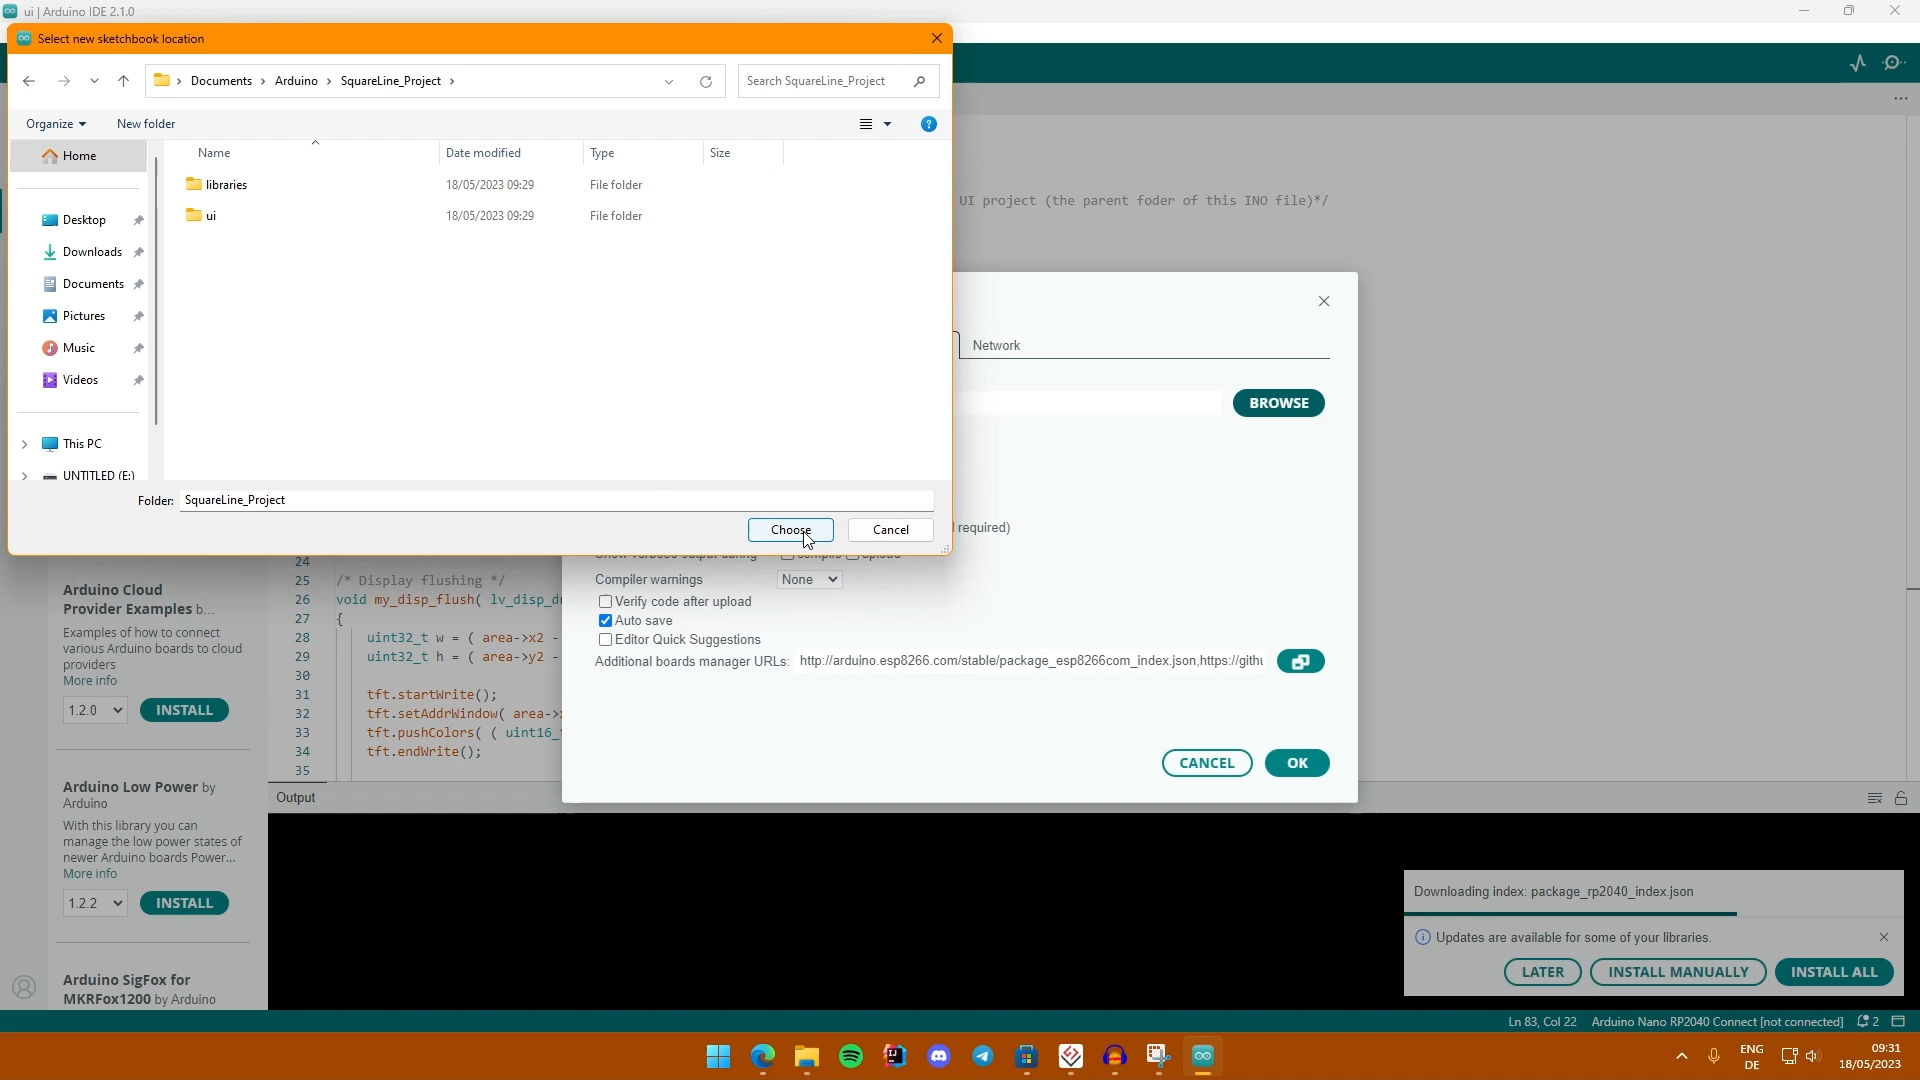 ui | Arduino IDE 2.1.0
Select new sketchbook location
Documents
Arduino
SquareLine_Project
Search SquareLine_Project
Organize
New folder
Home
Desktop
Downloads
Documents
Pictures
Music
Videos
This PC
UNTITLED (E:)
Name
Date modified
Type
Size
libraries
18/05/2023 09:29
File folder
ui
18/05/2023 09:29
File folder
Folder:
SquareLine_Project
Choose
Cancel
UI project (the parent foder of this INO file)*/
Network
BROWSE
required)
Compiler warnings
None
Verify code after upload
Auto save
Editor Quick Suggestions
Additional boards manager URLs:
http://arduino.esp8266.com/stable/package_esp8266com_index.json,https://githu
CANCEL
OK
Arduino Cloud
Provider Examples b...
Examples of how to connect
various Arduino boards to cloud
providers
More info
1.2.0
INSTALL
Arduino Low Power by
Arduino
With this library you can
manage the low power states of
newer Arduino boards Power...
More info
1.2.2
INSTALL
Arduino SigFox for
MKRFox1200 by Arduino
24
25 /* Display flushing */
26 void my_disp_flush( lv_disp_d
27 {
28 uint32_t w = ( area->x2 -
29 uint32_t h = ( area->y2 -
30
31 tft.startWrite();
32 tft.setAddrWindow( area->
33 tft.pushColors( ( uint16_
34 tft.endWrite();
35
Output
Downloading index: package_rp2040_index.json
Updates are available for some of your libraries.
LATER
INSTALL MANUALLY
INSTALL ALL
Ln 83, Col 22
Arduino Nano RP2040 Connect [not connected]
2
ENG
DE
09:31
18/05/2023